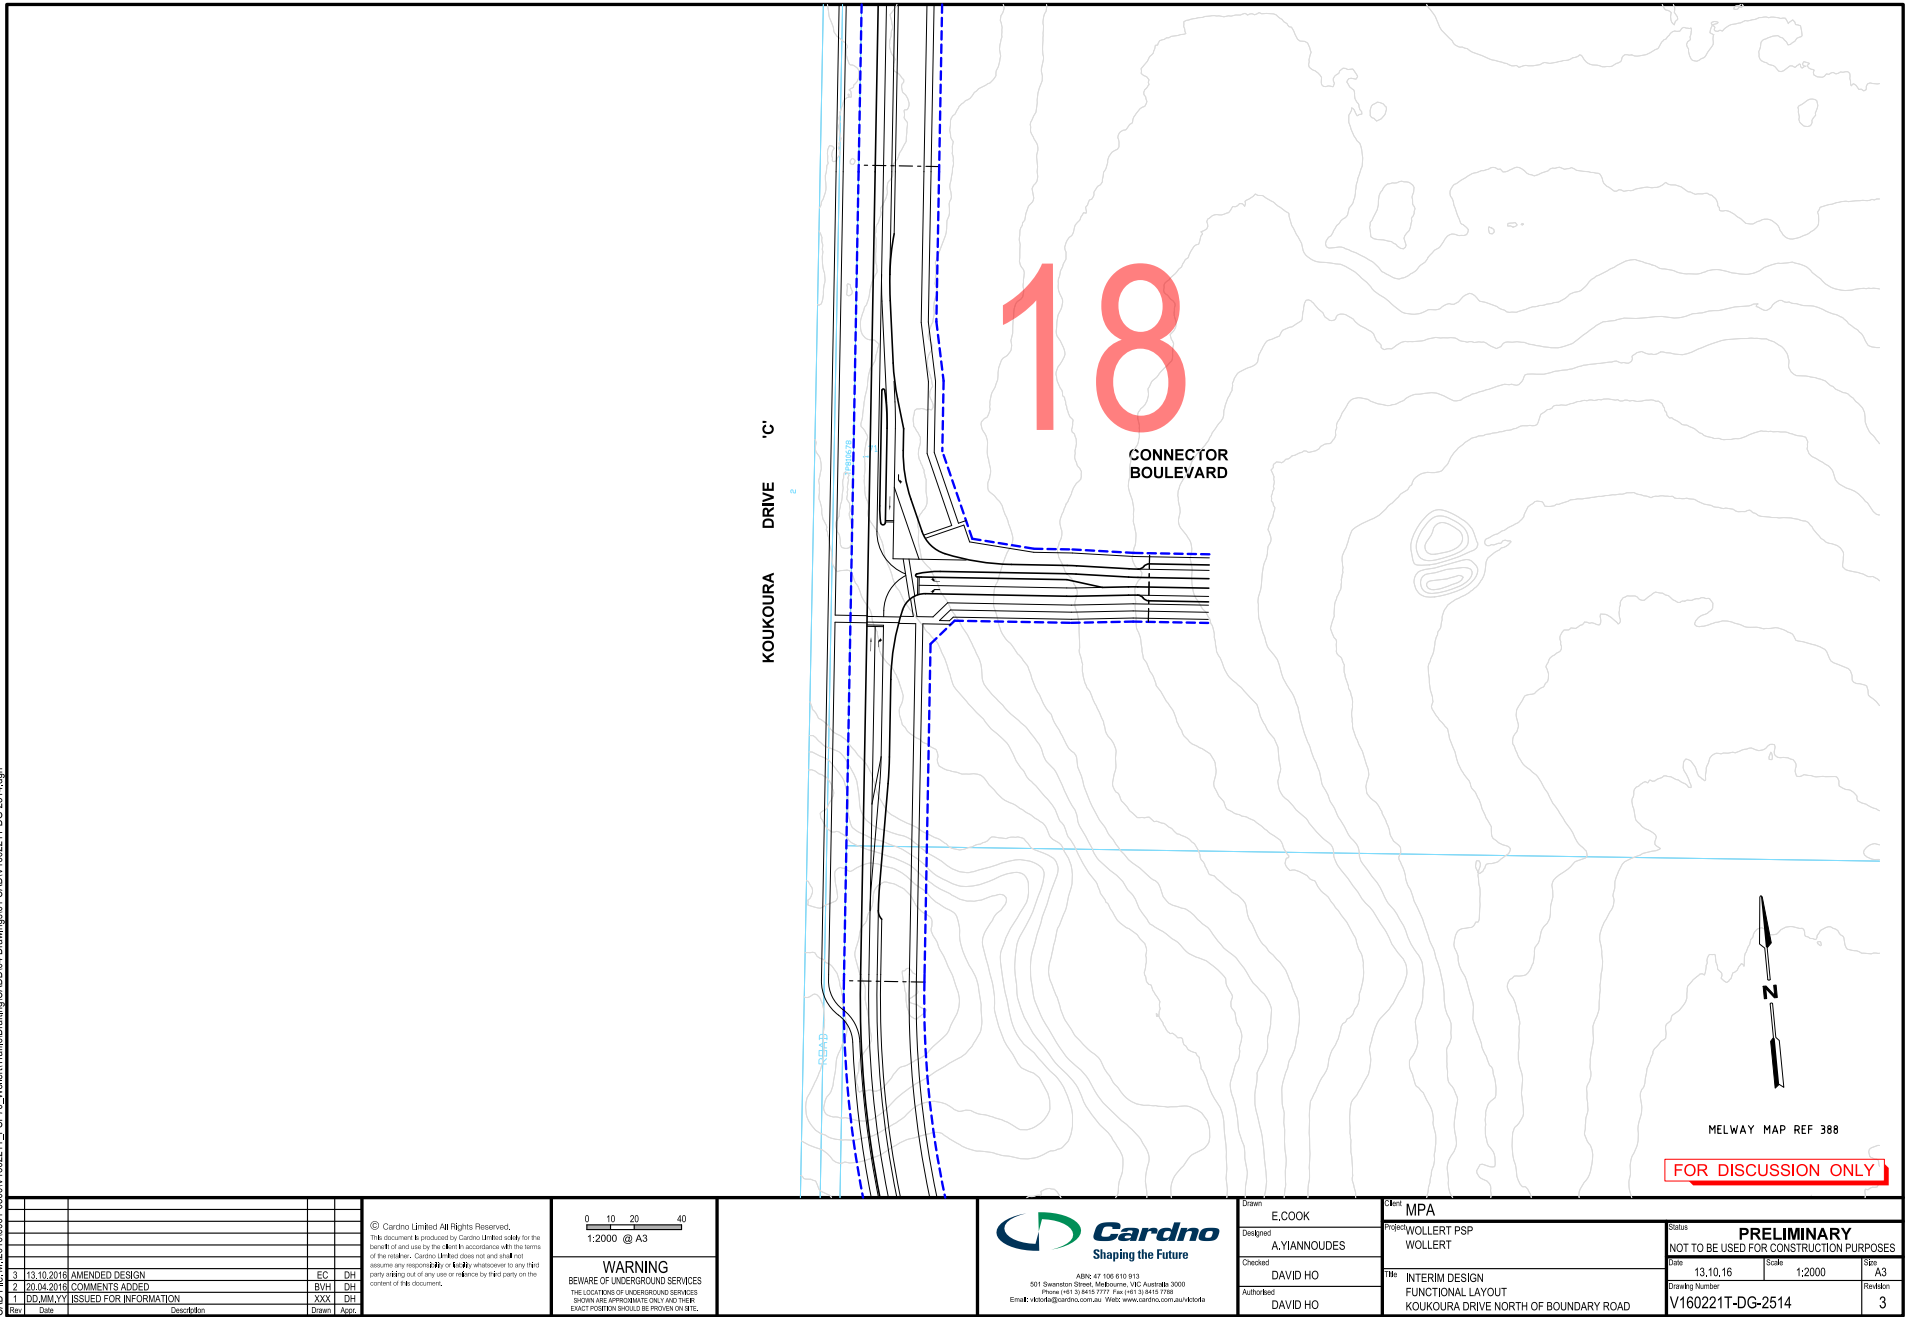 18
CONNECTOR
BOULEVARD
KOUKOURA DRIVE 'C'
ROAD
N
MELWAY MAP REF 388
FOR DISCUSSION ONLY
3 13.10.2016 AMENDED DESIGN EC DH
2 20.04.2016 COMMENTS ADDED BVH DH
1 DD.MM.YY ISSUED FOR INFORMATION XXX DH
Rev Date Description Drawn Appr.
© Cardno Limited All Rights Reserved.
This document is produced by Cardno Limited solely for the
benefit of and use by the client in accordance with the terms
of the retainer. Cardno Limited does not and shall not
assume any responsibility or liability whatsoever to any third
party arising out of any use or reliance by third party on the
content of this document.
0 10 20 40
1:2000 @ A3
WARNING
BEWARE OF UNDERGROUND SERVICES
THE LOCATIONS OF UNDERGROUND SERVICES
SHOWN ARE APPROXIMATE ONLY AND THEIR
EXACT POSITION SHOULD BE PROVEN ON SITE.
Cardno
Shaping the Future
ABN: 47 106 610 913
501 Swanston Street, Melbourne, VIC Australia 3000
Phone (+61 3) 8415 7777 Fax (+61 3) 8415 7788
Email: victoria@cardno.com.au Web: www.cardno.com.au/victoria
Drawn
E.COOK
Designed
A.YIANNOUDES
Checked
DAVID HO
Authorised
DAVID HO
Client MPA
Project WOLLERT PSP
WOLLERT
Title INTERIM DESIGN
FUNCTIONAL LAYOUT
KOUKOURA DRIVE NORTH OF BOUNDARY ROAD
Status
PRELIMINARY
NOT TO BE USED FOR CONSTRUCTION PURPOSES
Date 13.10.16
Scale 1:2000
Size A3
Drawing Number
V160221T-DG-2514
Revision
3